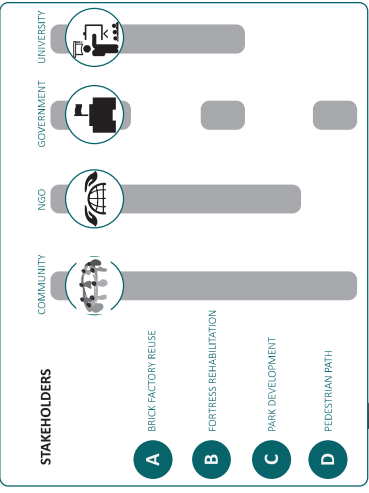 STAKEHOLDERS
COMMUNITY
NGO
GOVERNMENT
UNIVERSITY
A
BRICK FACTORY REUSE
B
FORTRESS REHABILITATION
C
PARK DEVELOPMENT
D
PEDESTRIAN PATH